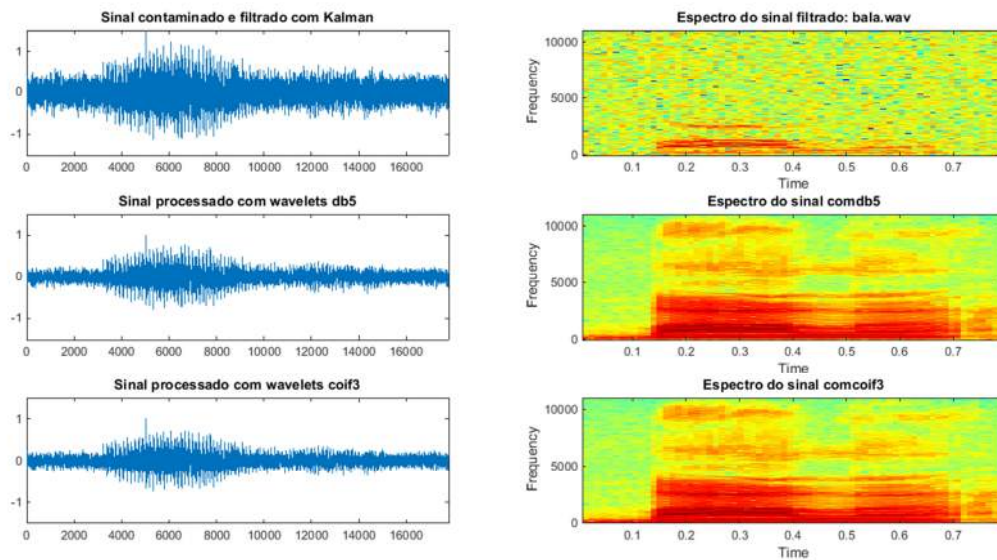 Sinal contaminado e filtrado com Kalman
1
0
-1
0 2000 4000 6000 8000 10000 12000 14000 16000
Espectro do sinal filtrado: bala.wav
Frequency
10000
5000
0
0.1 0.2 0.3 0.4 0.5 0.6 0.7
Time
Sinal processado com wavelets db5
1
0
-1
0 2000 4000 6000 8000 10000 12000 14000 16000
Espectro do sinal comdb5
Frequency
10000
5000
0
0.1 0.2 0.3 0.4 0.5 0.6 0.7
Time
Sinal processado com wavelets coif3
1
0
-1
0 2000 4000 6000 8000 10000 12000 14000 16000
Espectro do sinal comcoif3
Frequency
10000
5000
0
0.1 0.2 0.3 0.4 0.5 0.6 0.7
Time